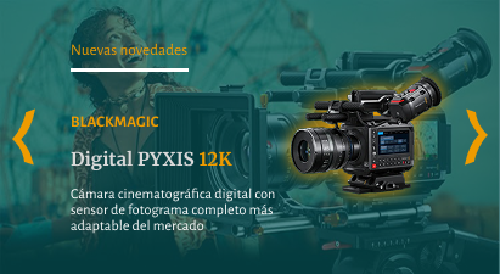 Nuevas novedades
BLACKMAGIC
Digital PYXIS 12K
Cámara cinematográfica digital con
sensor de fotograma completo más
adaptable del mercado